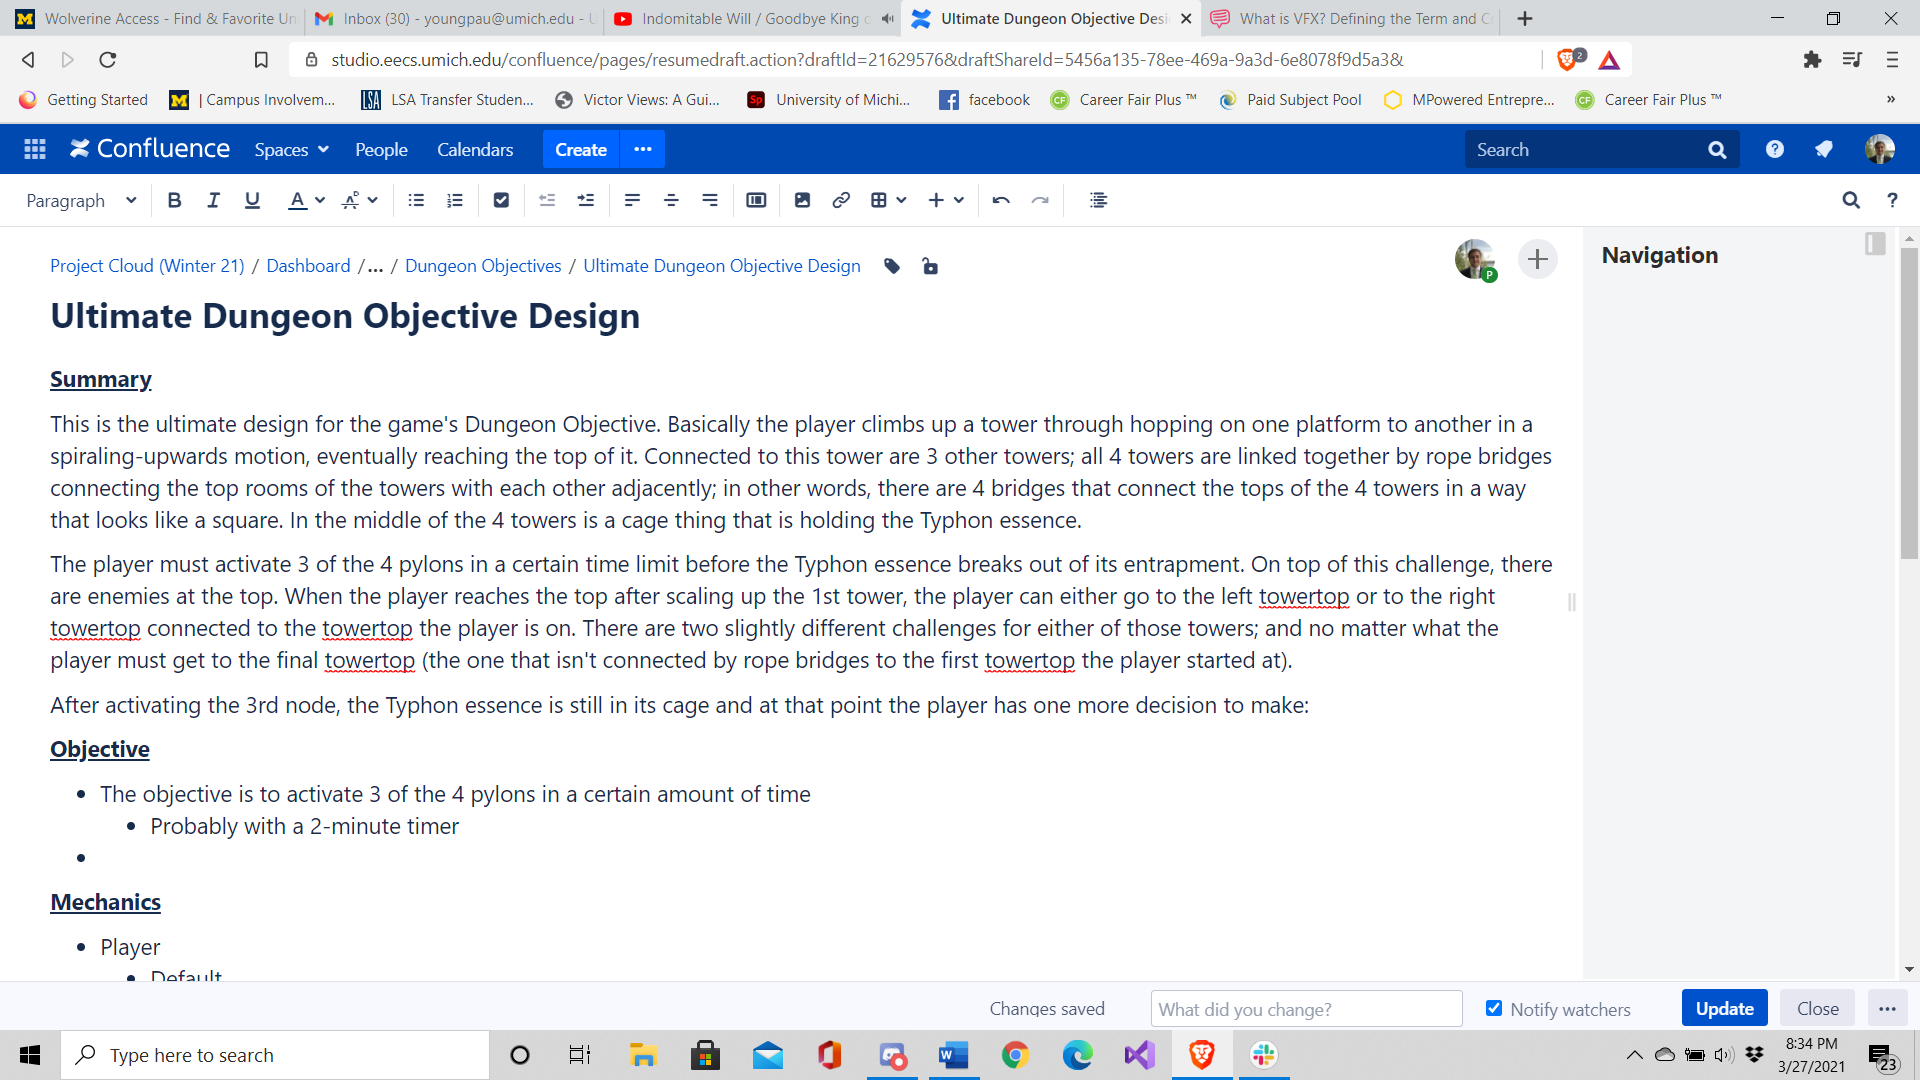 Wolverine Access - Find & Favorite Un
Inbox (30) - youngpau@umich.edu - U
Indomitable Will / Goodbye King o
Ultimate Dungeon Objective Desi
What is VFX? Defining the Term and C
studio.eecs.umich.edu/confluence/pages/resumedraft.action?draftId=21629576&draftShareId=5456a135-78ee-469a-9a3d-6e8078f9d5a3&
2
Getting Started
| Campus Involvem...
LSA Transfer Studen...
Victor Views: A Gui...
University of Michi...
facebook
Career Fair Plus ™
Paid Subject Pool
MPowered Entrepre...
Career Fair Plus ™
»
Confluence
Spaces
People
Calendars
Create
Search
Paragraph
Project Cloud (Winter 21) / Dashboard /... / Dungeon Objectives / Ultimate Dungeon Objective Design
Navigation
Ultimate Dungeon Objective Design
Summary
This is the ultimate design for the game's Dungeon Objective. Basically the player climbs up a tower through hopping on one platform to another in a
spiraling-upwards motion, eventually reaching the top of it. Connected to this tower are 3 other towers; all 4 towers are linked together by rope bridges
connecting the top rooms of the towers with each other adjacently; in other words, there are 4 bridges that connect the tops of the 4 towers in a way
that looks like a square. In the middle of the 4 towers is a cage thing that is holding the Typhon essence.
The player must activate 3 of the 4 pylons in a certain time limit before the Typhon essence breaks out of its entrapment. On top of this challenge, there
are enemies at the top. When the player reaches the top after scaling up the 1st tower, the player can either go to the left towertop or to the right
towertop connected to the towertop the player is on. There are two slightly different challenges for either of those towers; and no matter what the
player must get to the final towertop (the one that isn't connected by rope bridges to the first towertop the player started at).
After activating the 3rd node, the Typhon essence is still in its cage and at that point the player has one more decision to make:
Objective
• The objective is to activate 3 of the 4 pylons in a certain amount of time
• Probably with a 2-minute timer
•
Mechanics
• Player
• Default
Changes saved
What did you change?
Notify watchers
Update
Close
Type here to search
8:34 PM
3/27/2021
23